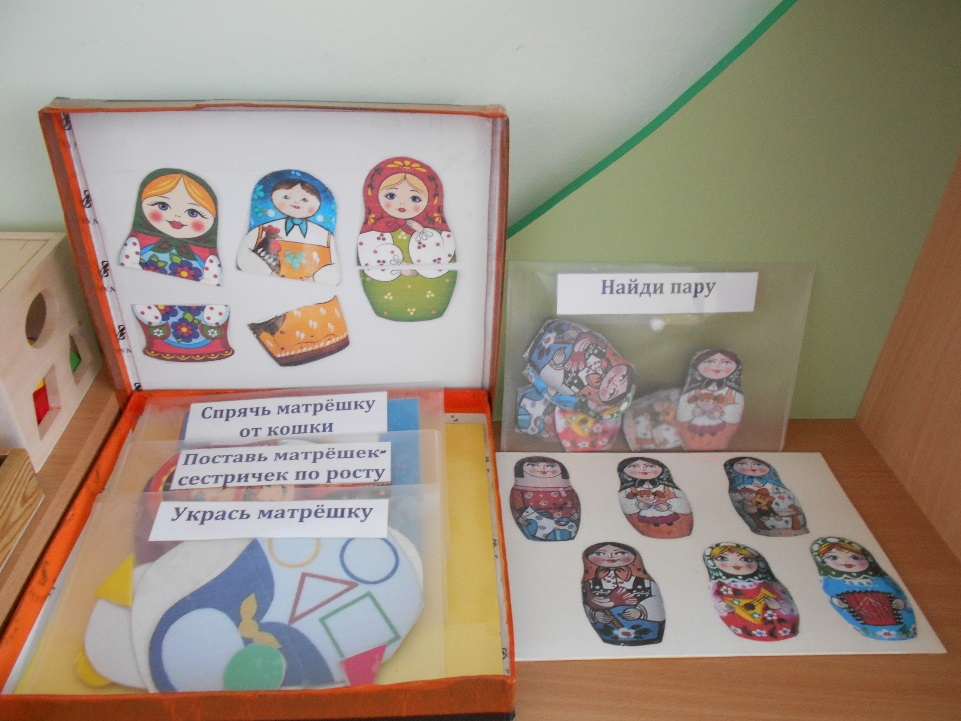 Найди пару
Спрячь матрёшку
от кошки
Поставь матрёшек-
сестричек по росту
Укрась матрёшку